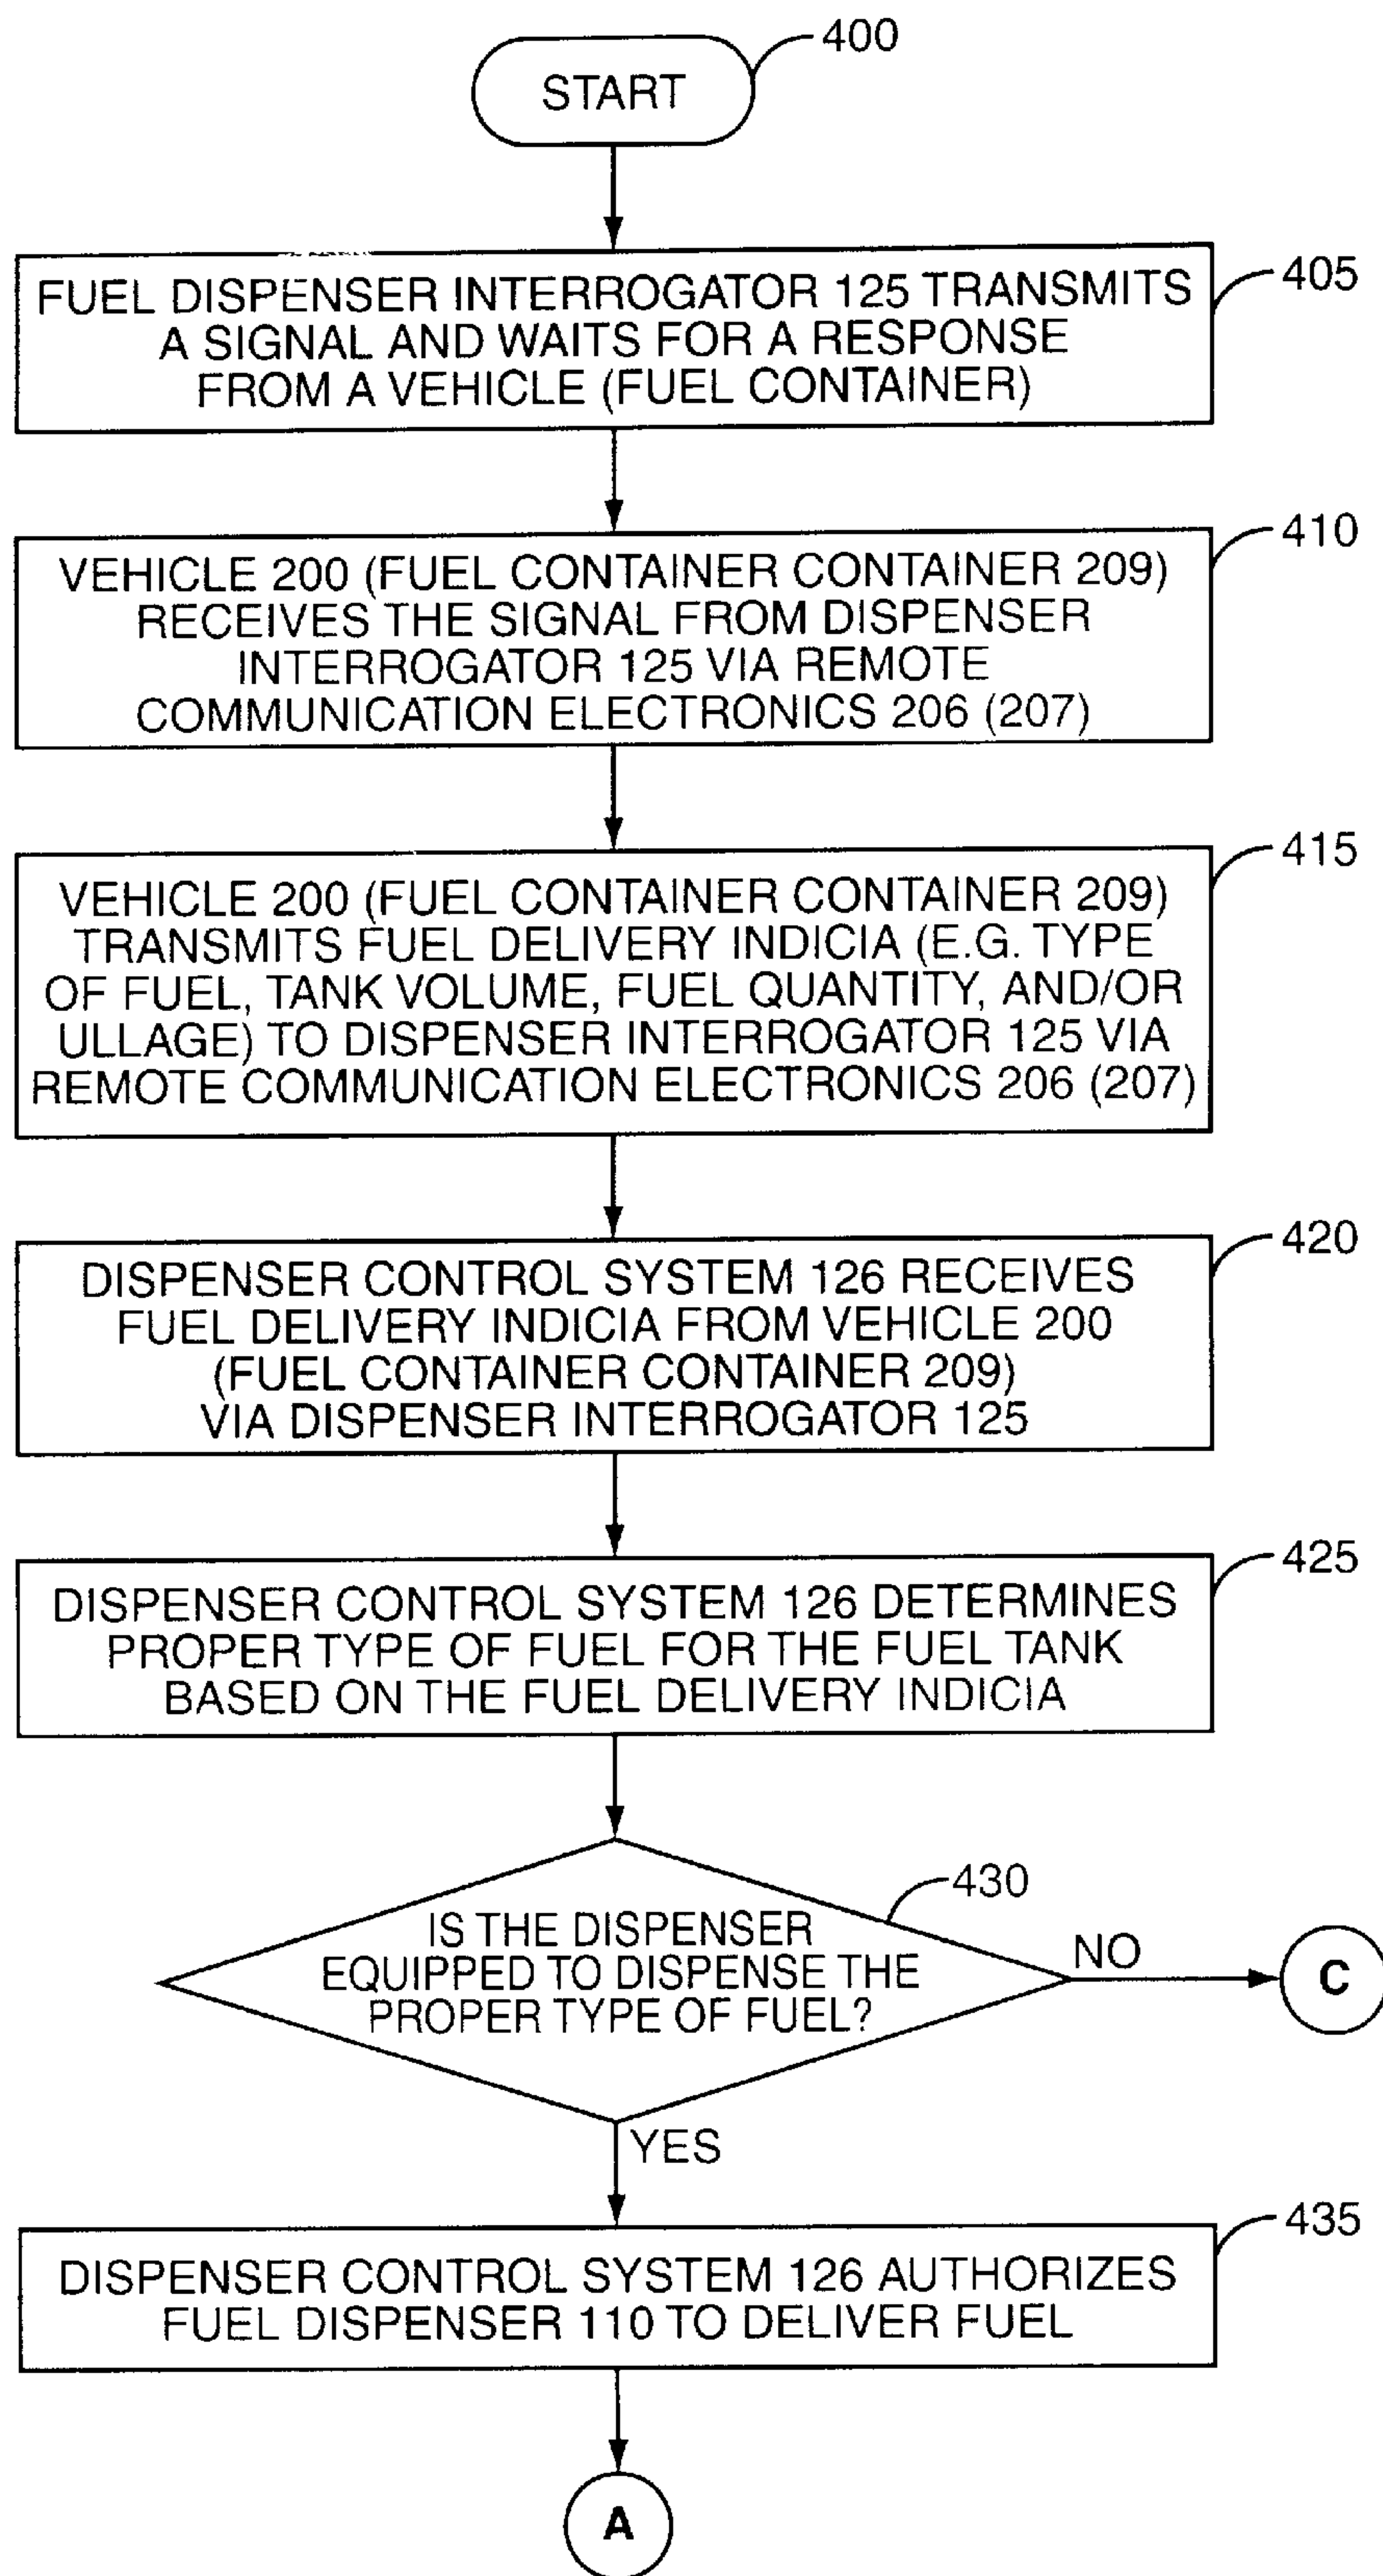 400
START
405
FUEL DISPENSER INTERROGATOR 125 TRANSMITS
A SIGNAL AND WAITS FOR A RESPONSE
FROM A VEHICLE (FUEL CONTAINER)
410
VEHICLE 200 (FUEL CONTAINER CONTAINER 209)
RECEIVES THE SIGNAL FROM DISPENSER
INTERROGATOR 125 VIA REMOTE
COMMUNICATION ELECTRONICS 206 (207)
415
VEHICLE 200 (FUEL CONTAINER CONTAINER 209)
TRANSMITS FUEL DELIVERY INDICIA (E.G. TYPE
OF FUEL, TANK VOLUME, FUEL QUANTITY, AND/OR
ULLAGE) TO DISPENSER INTERROGATOR 125 VIA
REMOTE COMMUNICATION ELECTRONICS 206 (207)
420
DISPENSER CONTROL SYSTEM 126 RECEIVES
FUEL DELIVERY INDICIA FROM VEHICLE 200
(FUEL CONTAINER CONTAINER 209)
VIA DISPENSER INTERROGATOR 125
425
DISPENSER CONTROL SYSTEM 126 DETERMINES
PROPER TYPE OF FUEL FOR THE FUEL TANK
BASED ON THE FUEL DELIVERY INDICIA
430
IS THE DISPENSER
EQUIPPED TO DISPENSE THE
PROPER TYPE OF FUEL?
NO
C
YES
435
DISPENSER CONTROL SYSTEM 126 AUTHORIZES
FUEL DISPENSER 110 TO DELIVER FUEL
A